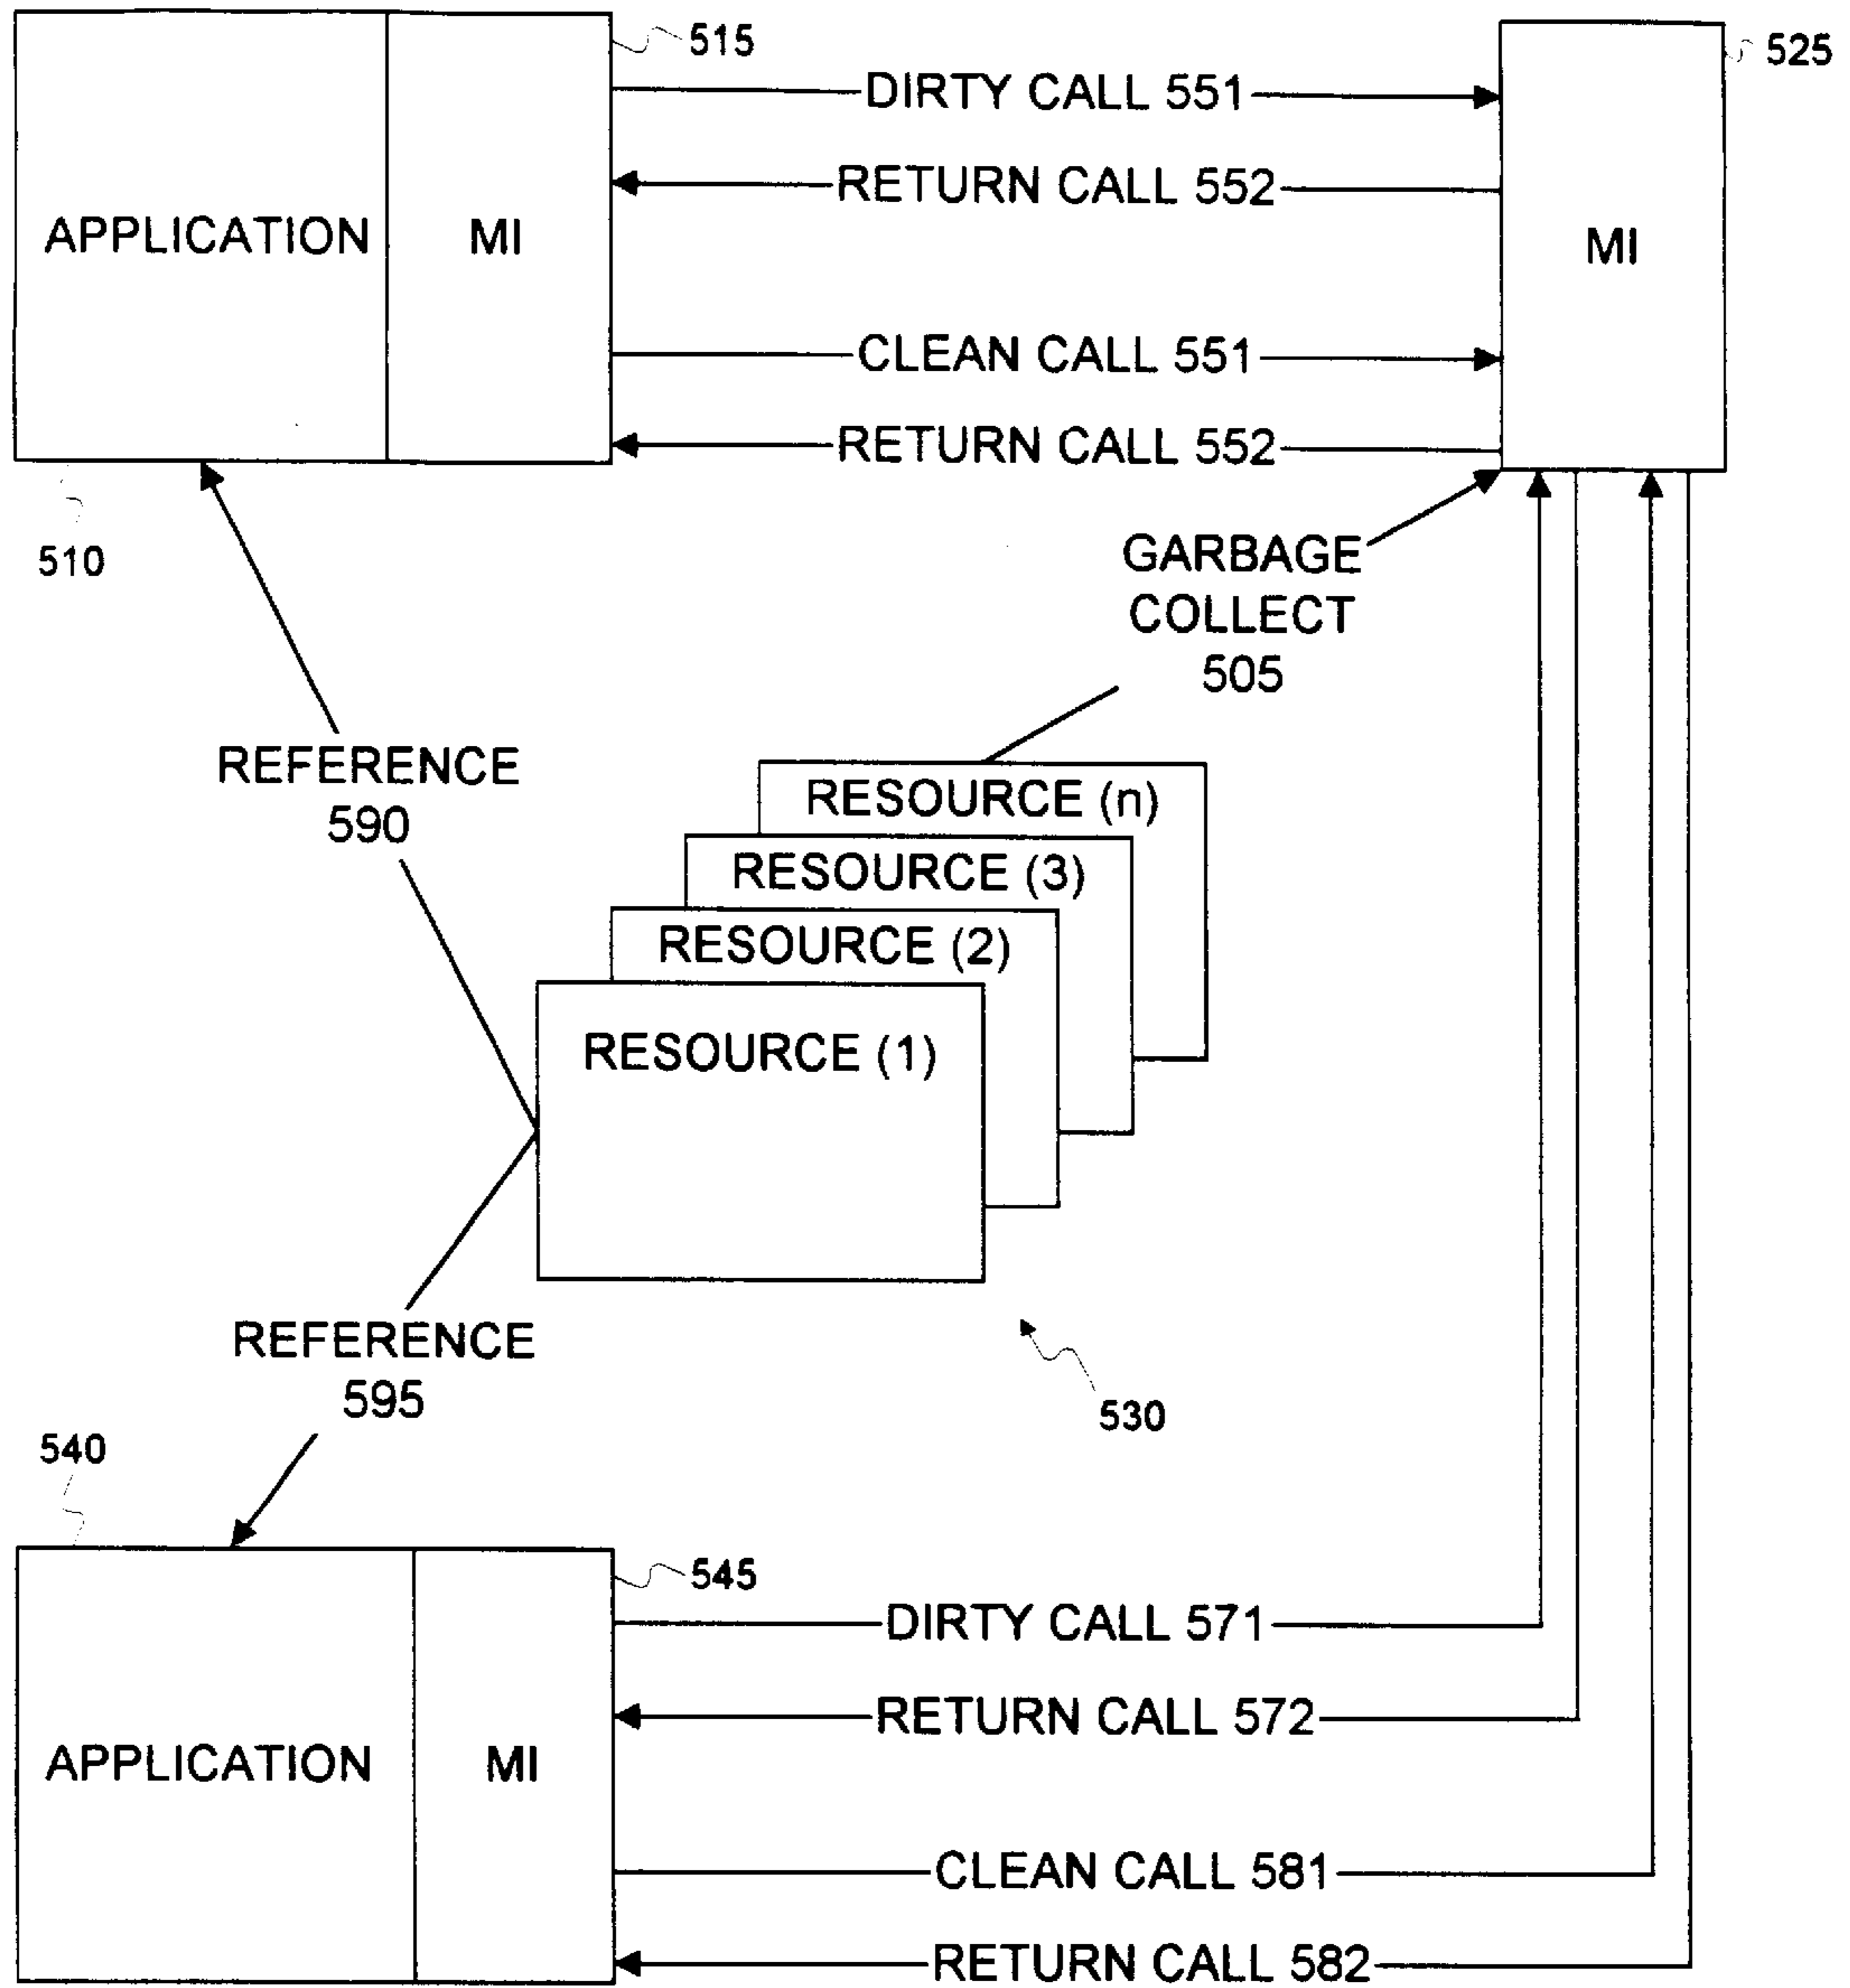 515
525
DIRTY CALL 551
RETURN CALL 552
APPLICATION
MI
MI
CLEAN CALL 551
RETURN CALL 552
510
GARBAGE
COLLECT
505
REFERENCE
590
RESOURCE (n)
RESOURCE (3)
RESOURCE (2)
RESOURCE (1)
REFERENCE
595
530
540
545
DIRTY CALL 571
RETURN CALL 572
APPLICATION
MI
CLEAN CALL 581
RETURN CALL 582